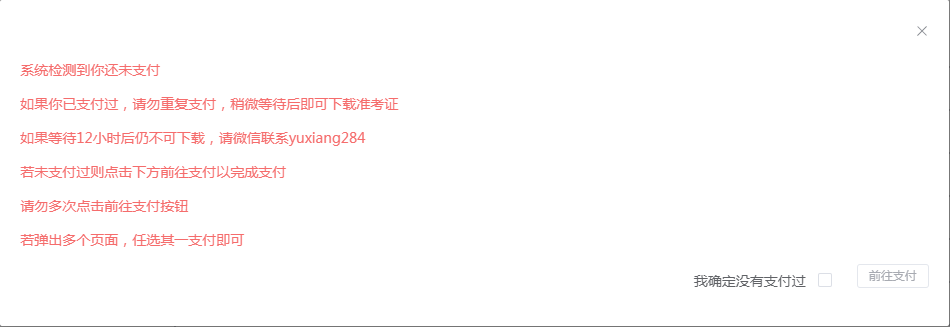 系统检测到你还未支付
如果你已支付过，请勿重复支付，稍微等待后即可下载准考证
如果等待12小时后仍不可下载，请微信联系yuxiang284
若未支付过则点击下方前往支付以完成支付
请勿多次点击前往支付按钮
若弹出多个页面，任选其一支付即可
我确定没有支付过 前往支付